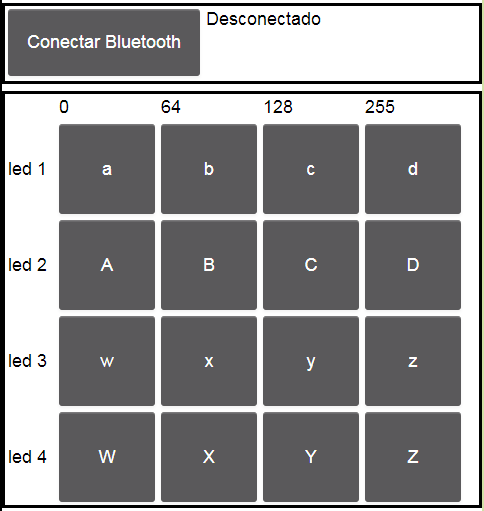 Conectar Bluetooth Desconectado
0 64 128 255
led 1 a b c d
led 2 A B C D
led 3 w x y z
led 4 W X Y Z